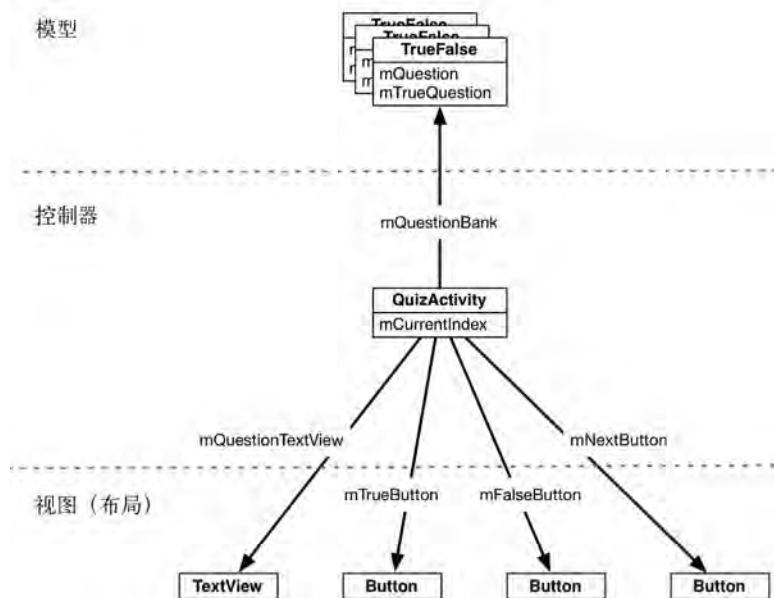 模型
TrueFalse
TrueFalse
TrueFalse
mQuestion
mTrueQuestion
控制器
mQuestionBank
QuizActivity
mCurrentIndex
mQuestionTextView
mNextButton
视图（布局）
mTrueButton
mFalseButton
TextView
Button
Button
Button